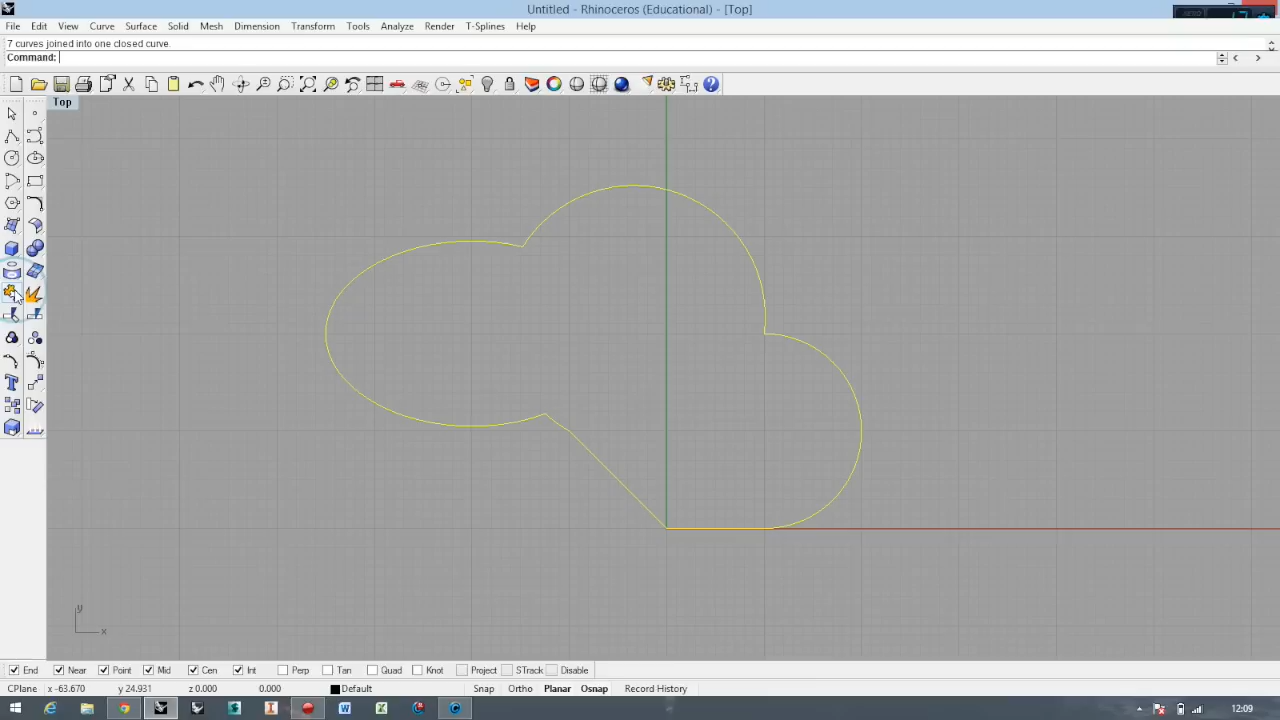 Untitled - Rhinoceros (Educational) - [Top]
File Edit View Curve Surface Solid Mesh Dimension Transform Tools Analyze Render T-Splines Help
7 curves joined into one closed curve.
Command:
Top
y
x
End Near Point Mid Cen Int Perp Tan Quad Knot Project STrack Disable
CPlane x -63.670 y 24.931 z 0.000 0.000 Default Snap Ortho Planar Osnap Record History
12:09